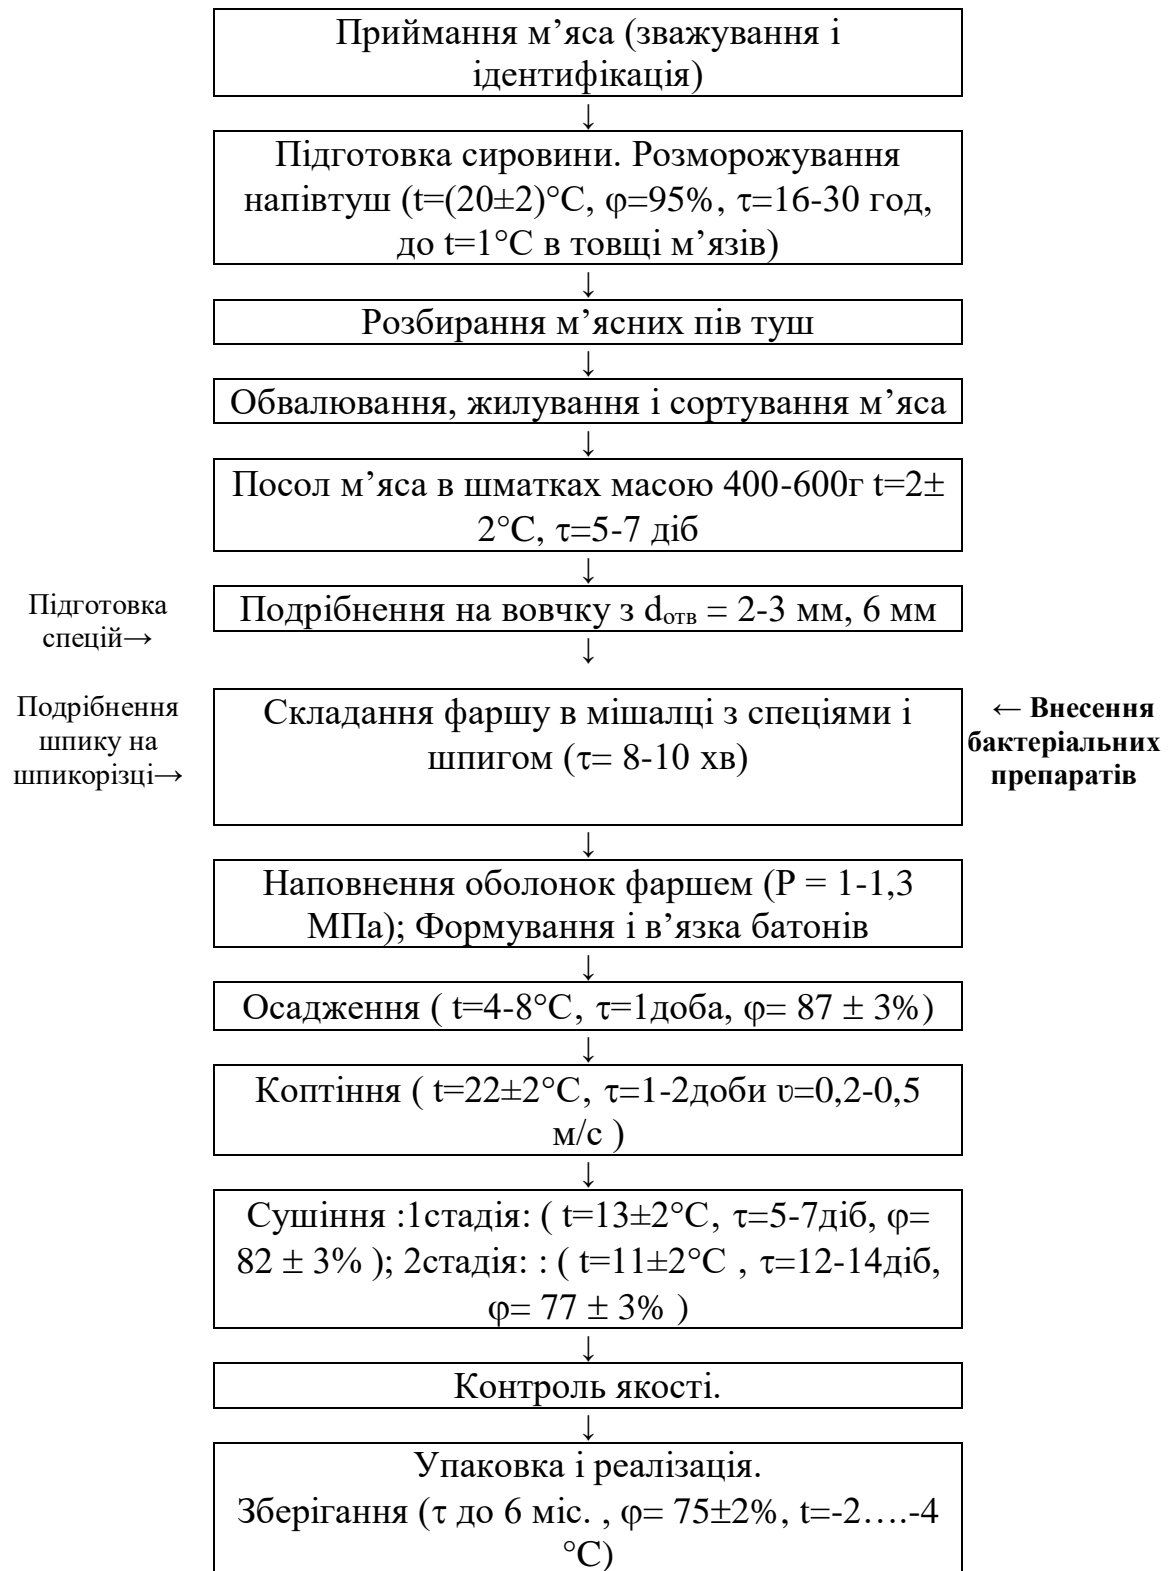 Приймання м’яса (зважування і
ідентифікація)
↓
Підготовка сировини. Розморожування
напівтуш (t=(20±2)°C, φ=95%, τ=16-30 год,
до t=1°C в товщі м’язів)
↓
Розбирання м’ясних пів туш
↓
Обвалювання, жилування і сортування м’яса
↓
Посол м’яса в шматках масою 400-600г t=2±
2°C, τ=5-7 діб
↓
Підготовка
спецій→
Подрібнення на вовчку з dотв = 2-3 мм, 6 мм
↓
Подрібнення
шпику на
шпикорізці→
Складання фаршу в мішалці з спеціями і
шпигом (τ= 8-10 хв)
← Внесення
бактеріальних
препаратів
↓
Наповнення оболонок фаршем (P = 1-1,3
МПа); Формування і в’язка батонів
↓
Осадження ( t=4-8°C, τ=1доба, φ= 87 ± 3%)
↓
Коптіння ( t=22±2°C, τ=1-2доби υ=0,2-0,5
м/с )
↓
Сушіння :1стадія: ( t=13±2°C, τ=5-7діб, φ=
82 ± 3% ); 2стадія: : ( t=11±2°C , τ=12-14діб,
φ= 77 ± 3% )
↓
Контроль якості.
↓
Упаковка і реалізація.
Зберігання (τ до 6 міс. , φ= 75±2%, t=-2….-4
°C)